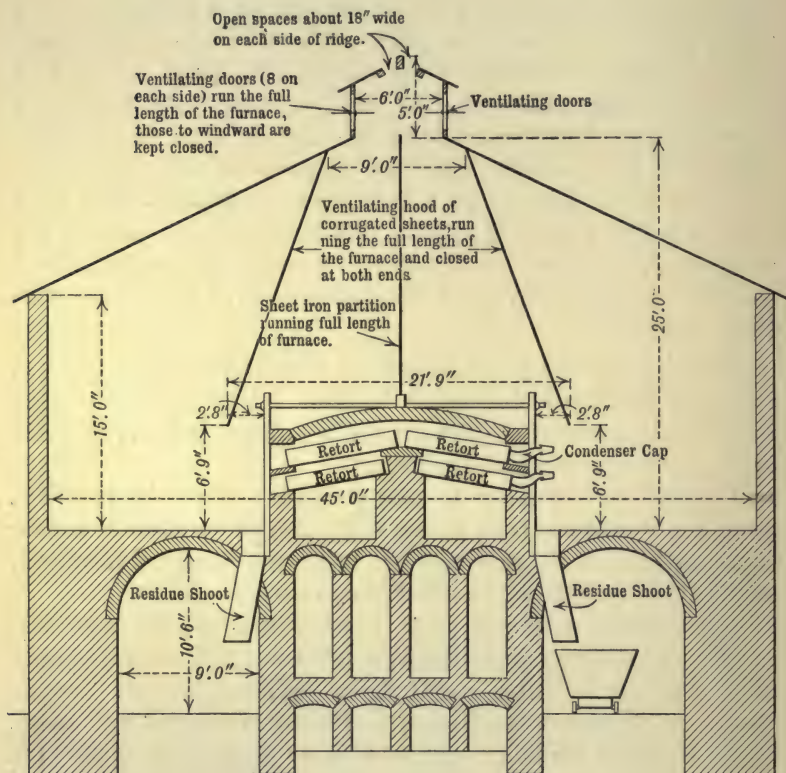 Open spaces about 18" wide
on each side of ridge.
Ventilating doors (8 on
each side) run the full
length of the furnace,
those to windward are
kept closed.
6'.0"
5'.0"
Ventilating doors
9'.0"
Ventilating hood of
corrugated sheets,run
ning the full length of
the furnace and closed
at both ends
25'.0"
Sheet iron partition
running full length
of furnace.
21'.9"
2'.8"
2'.8"
15'.0"
6'.9"
6'.9"
Retort
Retort
Condenser Cap
Retort
Retort
45'.0"
Residue Shoot
Residue Shoot
10'.6"
9'.0"